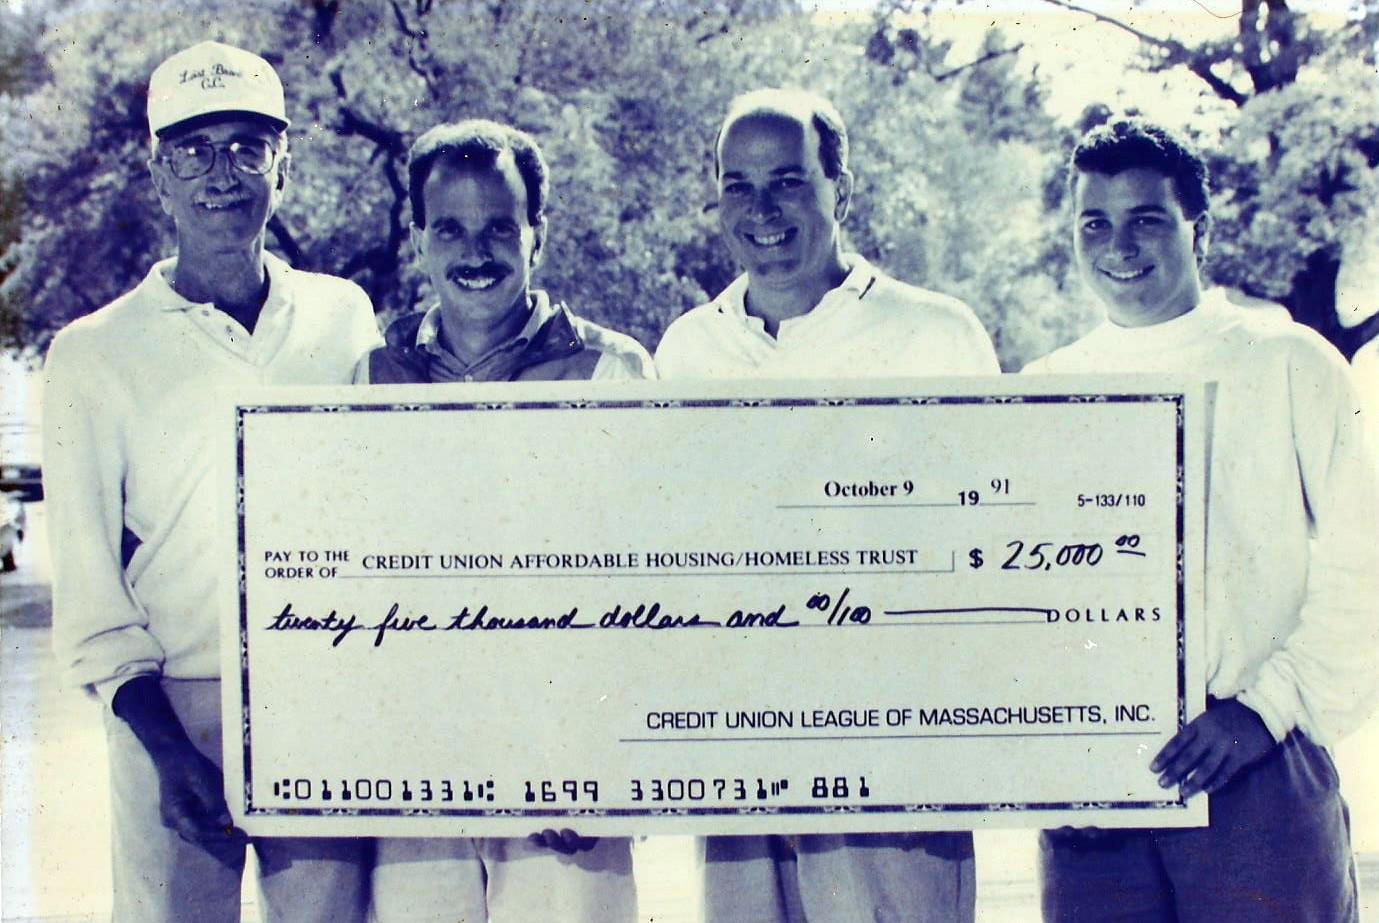 October 9 19 91 5-133/110
PAY TO THE
ORDER OF CREDIT UNION AFFORDABLE HOUSING/HOMELESS TRUST $ 25,000 00
twenty five thousand dollars and 00/100 DOLLARS
CREDIT UNION LEAGUE OF MASSACHUSETTS, INC.
⑆011001331⑆ 1699 3300731⑈ 881